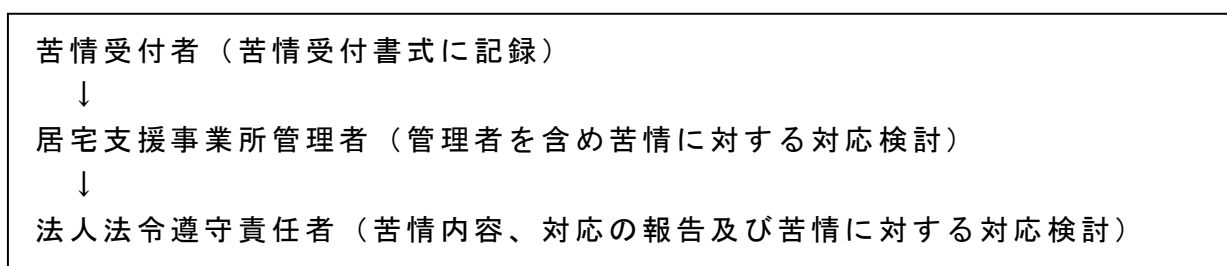 苦情受付者（苦情受付書式に記録）
↓
居宅支援事業所管理者（管理者を含め苦情に対する対応検討）
↓
法人法令遵守責任者（苦情内容、対応の報告及び苦情に対する対応検討）